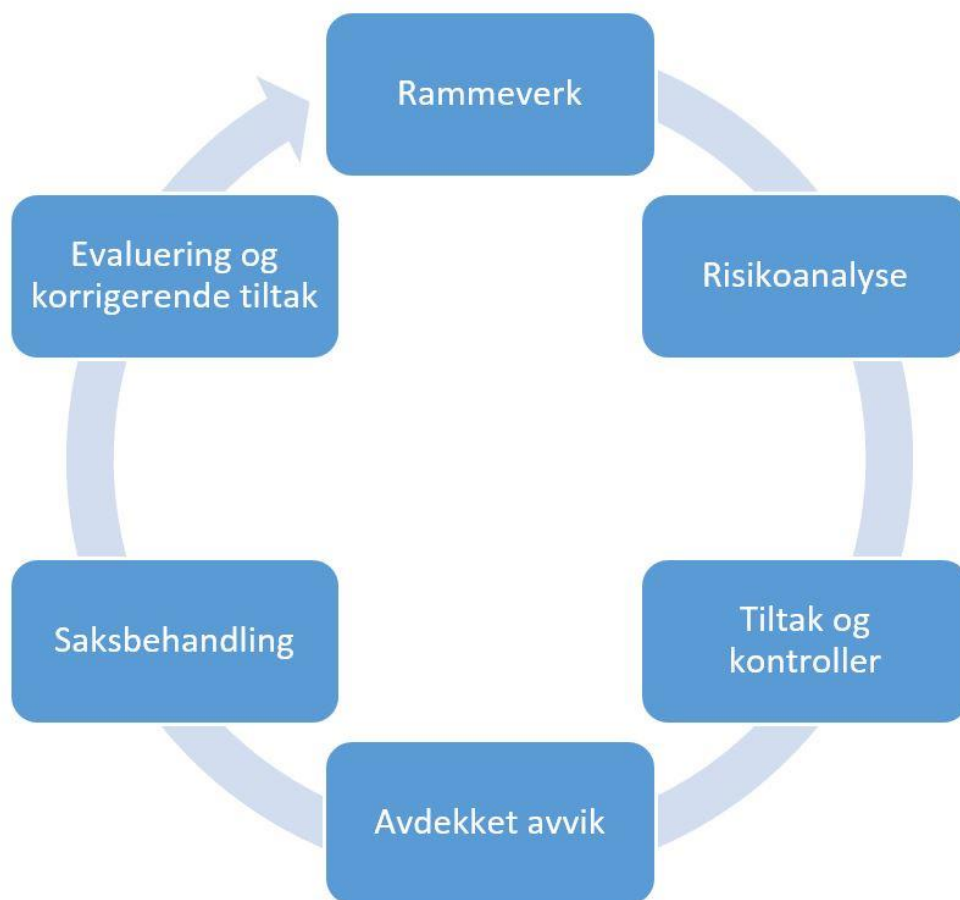 Rammeverk
Risikoanalyse
Tiltak og
kontroller
Avdekket avvik
Saksbehandling
Evaluering og
korrigerende tiltak